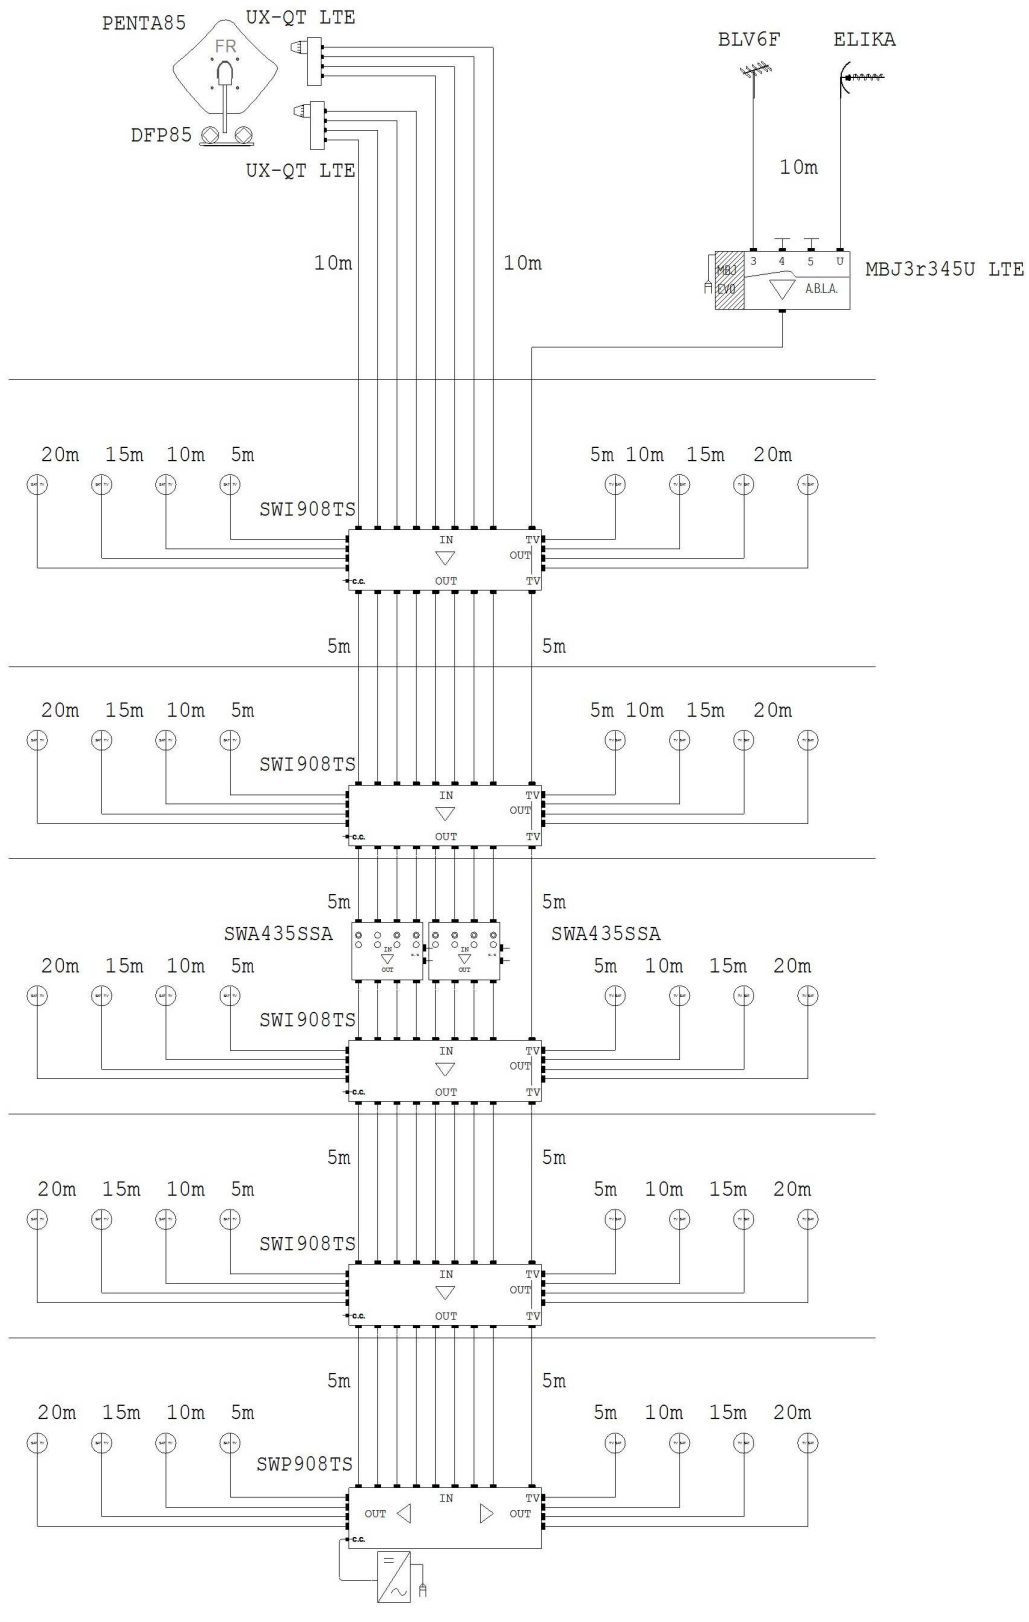 PENTA85
UX-QT LTE
FR
DFP85
UX-QT LTE
BLV6F
ELIKA
10m
10m
10m
3 4 5 U
MBJ
EVO
A.B.L.A.
MBJ3r345U LTE
20m 15m 10m 5m
5m 10m 15m 20m
SWI908TS
IN
TV
OUT
c.c.
OUT
TV
5m
5m
20m 15m 10m 5m
5m 10m 15m 20m
SWI908TS
IN
TV
OUT
c.c.
OUT
TV
5m
5m
SWA435SSA
IN
OUT
IN
OUT
SWA435SSA
20m 15m 10m 5m
5m 10m 15m 20m
SWI908TS
IN
TV
OUT
c.c.
OUT
TV
5m
5m
20m 15m 10m 5m
5m 10m 15m 20m
SWI908TS
IN
TV
OUT
c.c.
OUT
TV
5m
5m
20m 15m 10m 5m
5m 10m 15m 20m
SWP908TS
IN
TV
OUT
OUT
c.c.